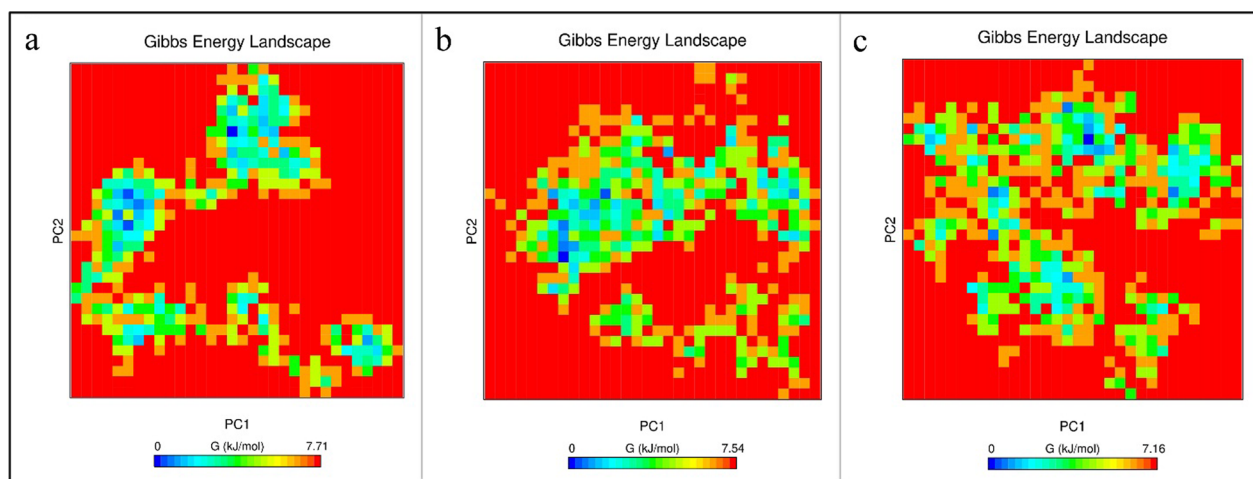 a
Gibbs Energy Landscape
PC2
PC1
0 G (kJ/mol) 7.71
b
Gibbs Energy Landscape
PC2
PC1
0 G (kJ/mol) 7.54
c
Gibbs Energy Landscape
PC2
PC1
0 G (kJ/mol) 7.16